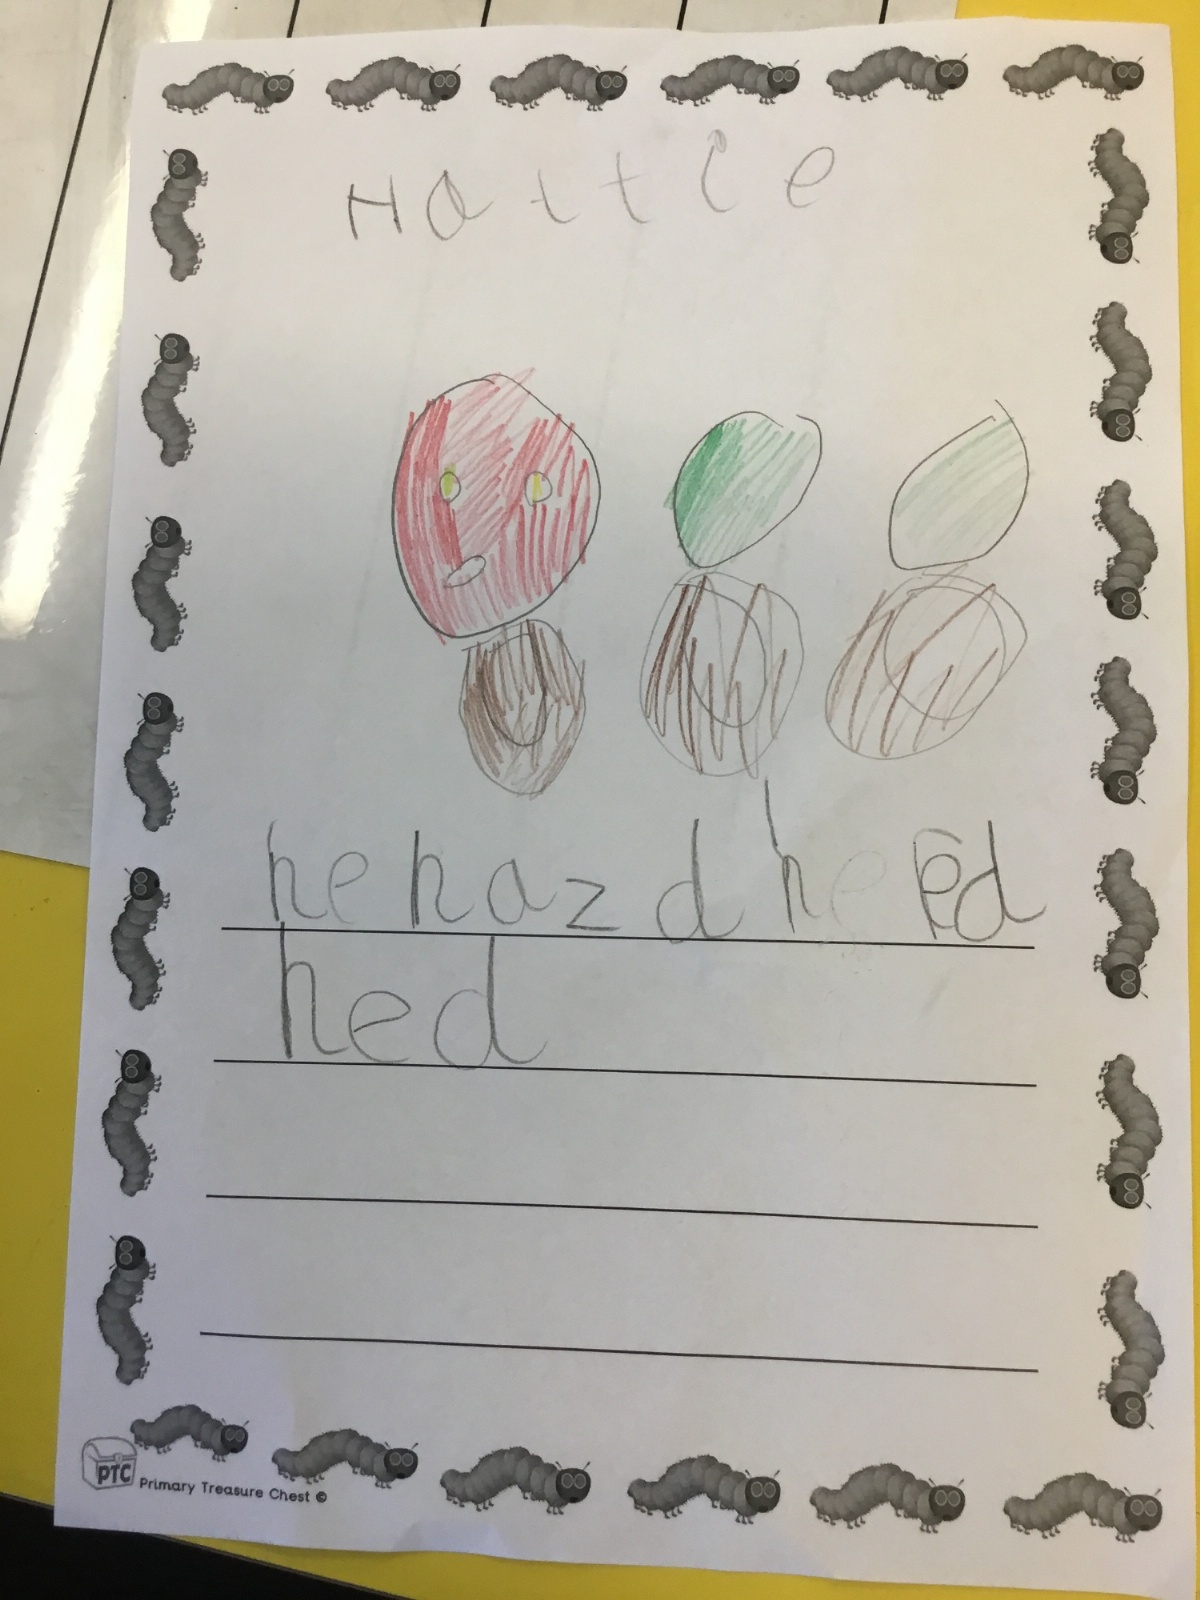 Hattie
he haz d he Ed
hed
PTC
Primary Treasure Chest ©